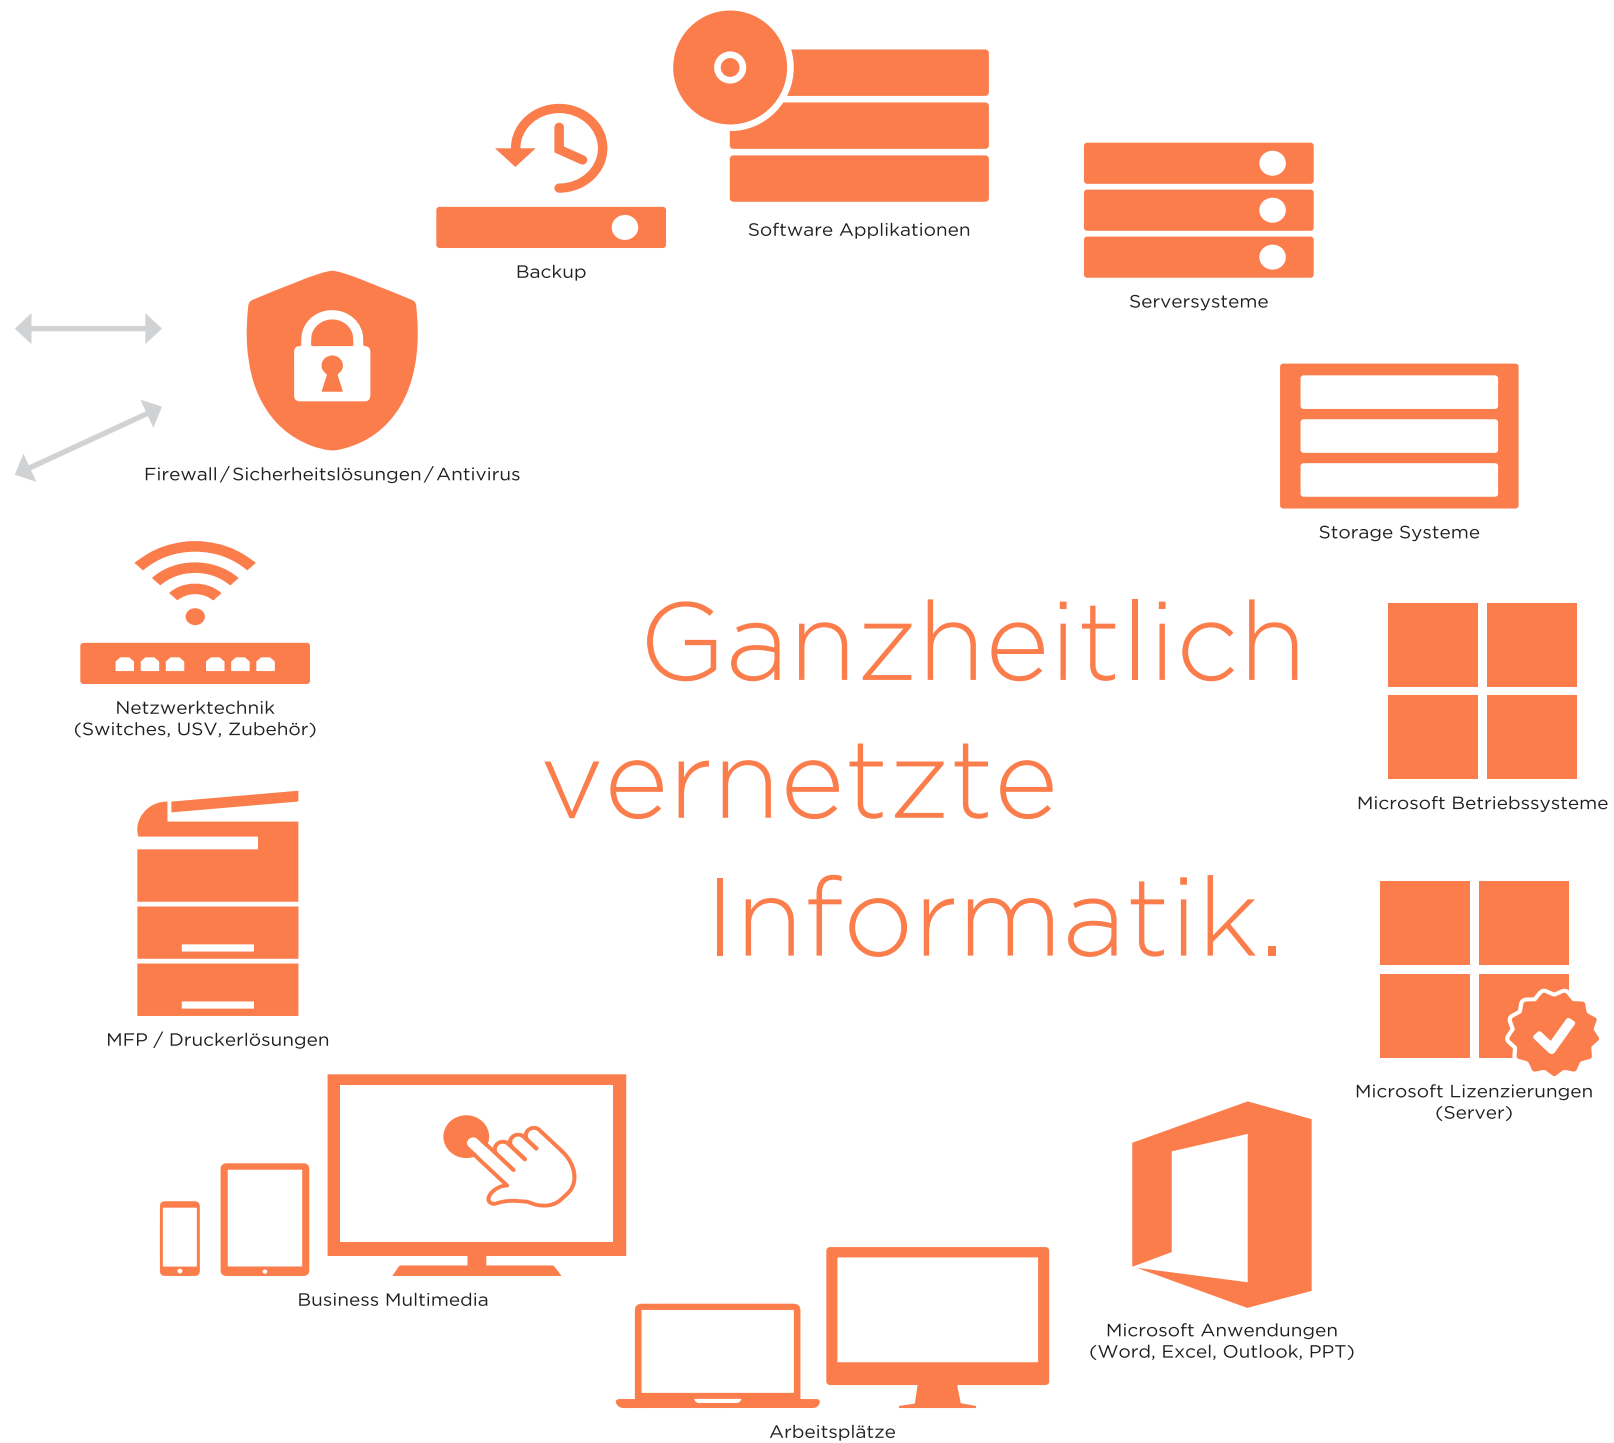 Software Applikationen
Backup
Serversysteme
Firewall / Sicherheitslösungen / Antivirus
Storage Systeme
Ganzheitlich
vernetzte
Informatik.
Netzwerktechnik
(Switches, USV, Zubehör)
Microsoft Betriebssysteme
MFP / Druckerlösungen
Microsoft Lizenzierungen
(Server)
Business Multimedia
Microsoft Anwendungen
(Word, Excel, Outlook, PPT)
Arbeitsplätze